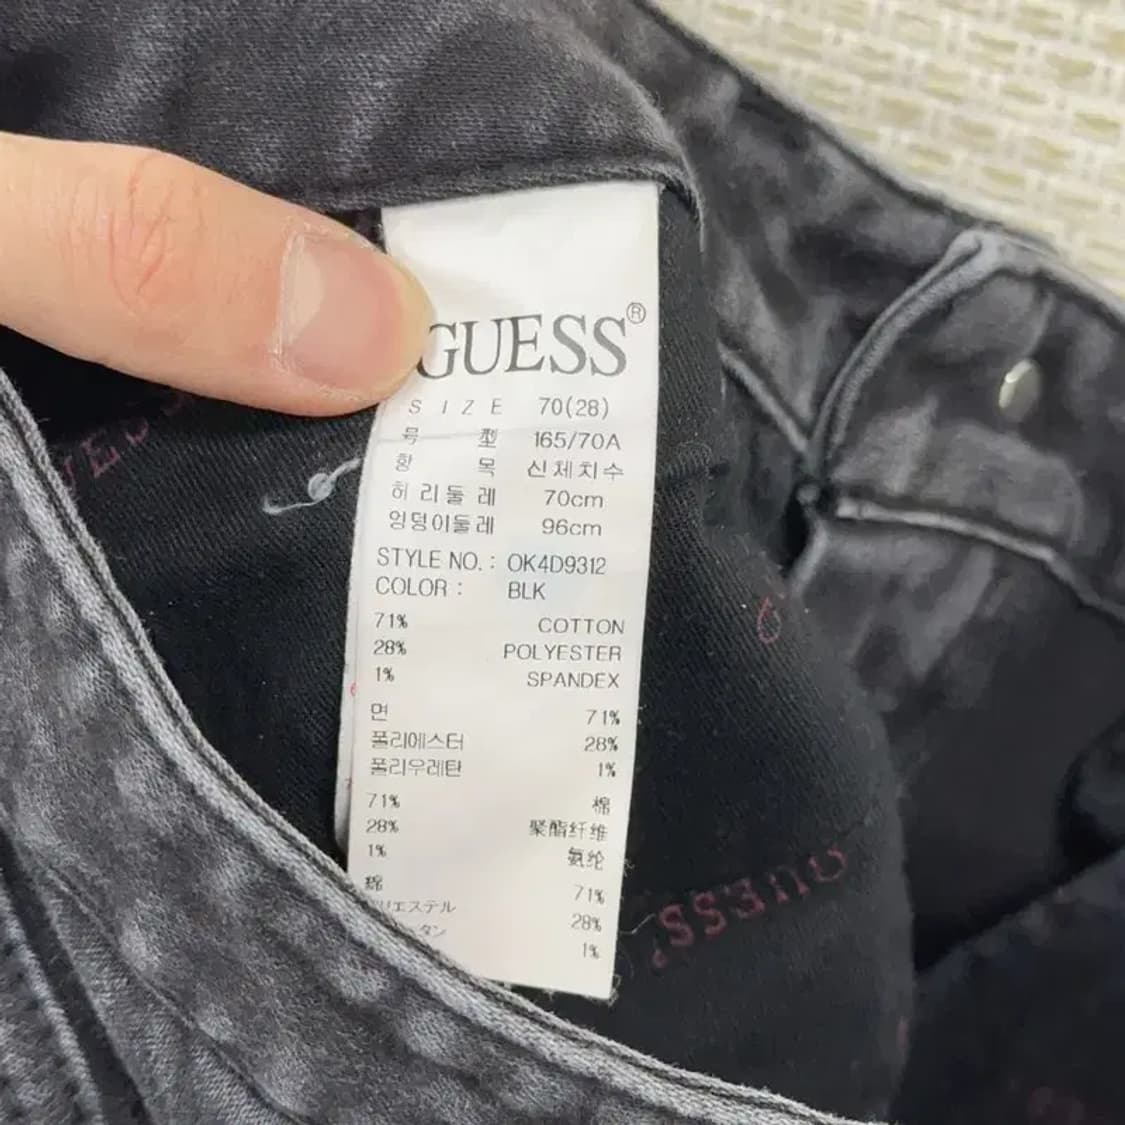 GUESS®
SIZE 70(28)
号型 165/70A
항목 신체치수
허리둘레 70cm
엉덩이둘레 96cm
STYLE NO. : OK4D9312
COLOR : BLK
71% COTTON
28% POLYESTER
1% SPANDEX
면 71%
폴리에스터 28%
폴리우레탄 1%
71% 棉
28% 聚酯纤维
1% 氨纶
綿 71%
リエステル 28%
タン 1%
GUESS